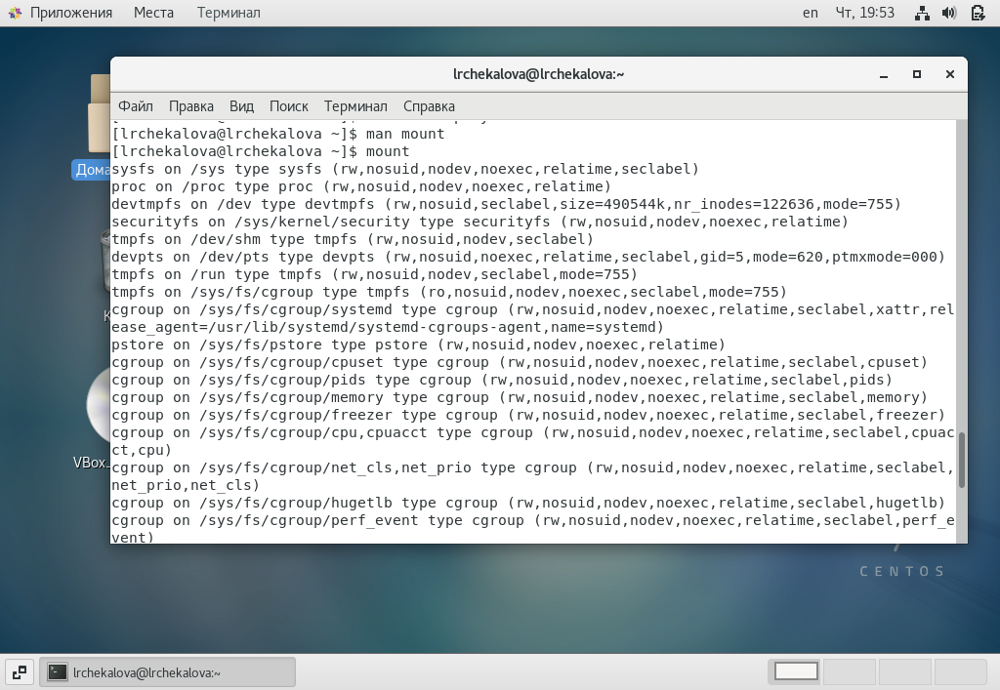 Приложения Места Терминал en Чт, 19:53
lrchekalova@lrchekalova:~
Файл Правка Вид Поиск Терминал Справка
[lrchekalova@lrchekalova ~]$ man mount
[lrchekalova@lrchekalova ~]$ mount
sysfs on /sys type sysfs (rw,nosuid,nodev,noexec,relatime,seclabel)
proc on /proc type proc (rw,nosuid,nodev,noexec,relatime)
devtmpfs on /dev type devtmpfs (rw,nosuid,seclabel,size=490544k,nr_inodes=122636,mode=755)
securityfs on /sys/kernel/security type securityfs (rw,nosuid,nodev,noexec,relatime)
tmpfs on /dev/shm type tmpfs (rw,nosuid,nodev,seclabel)
devpts on /dev/pts type devpts (rw,nosuid,noexec,relatime,seclabel,gid=5,mode=620,ptmxmode=000)
tmpfs on /run type tmpfs (rw,nosuid,nodev,seclabel,mode=755)
tmpfs on /sys/fs/cgroup type tmpfs (ro,nosuid,nodev,noexec,seclabel,mode=755)
cgroup on /sys/fs/cgroup/systemd type cgroup (rw,nosuid,nodev,noexec,relatime,seclabel,xattr,rel
ease_agent=/usr/lib/systemd/systemd-cgroups-agent,name=systemd)
pstore on /sys/fs/pstore type pstore (rw,nosuid,nodev,noexec,relatime)
cgroup on /sys/fs/cgroup/cpuset type cgroup (rw,nosuid,nodev,noexec,relatime,seclabel,cpuset)
cgroup on /sys/fs/cgroup/pids type cgroup (rw,nosuid,nodev,noexec,relatime,seclabel,pids)
cgroup on /sys/fs/cgroup/memory type cgroup (rw,nosuid,nodev,noexec,relatime,seclabel,memory)
cgroup on /sys/fs/cgroup/freezer type cgroup (rw,nosuid,nodev,noexec,relatime,seclabel,freezer)
cgroup on /sys/fs/cgroup/cpu,cpuacct type cgroup (rw,nosuid,nodev,noexec,relatime,seclabel,cpuac
ct,cpu)
cgroup on /sys/fs/cgroup/net_cls,net_prio type cgroup (rw,nosuid,nodev,noexec,relatime,seclabel,
net_prio,net_cls)
cgroup on /sys/fs/cgroup/hugetlb type cgroup (rw,nosuid,nodev,noexec,relatime,seclabel,hugetlb)
cgroup on /sys/fs/cgroup/perf_event type cgroup (rw,nosuid,nodev,noexec,relatime,seclabel,perf_e
vent)
Дома
VBox_
CENTOS
lrchekalova@lrchekalova:~